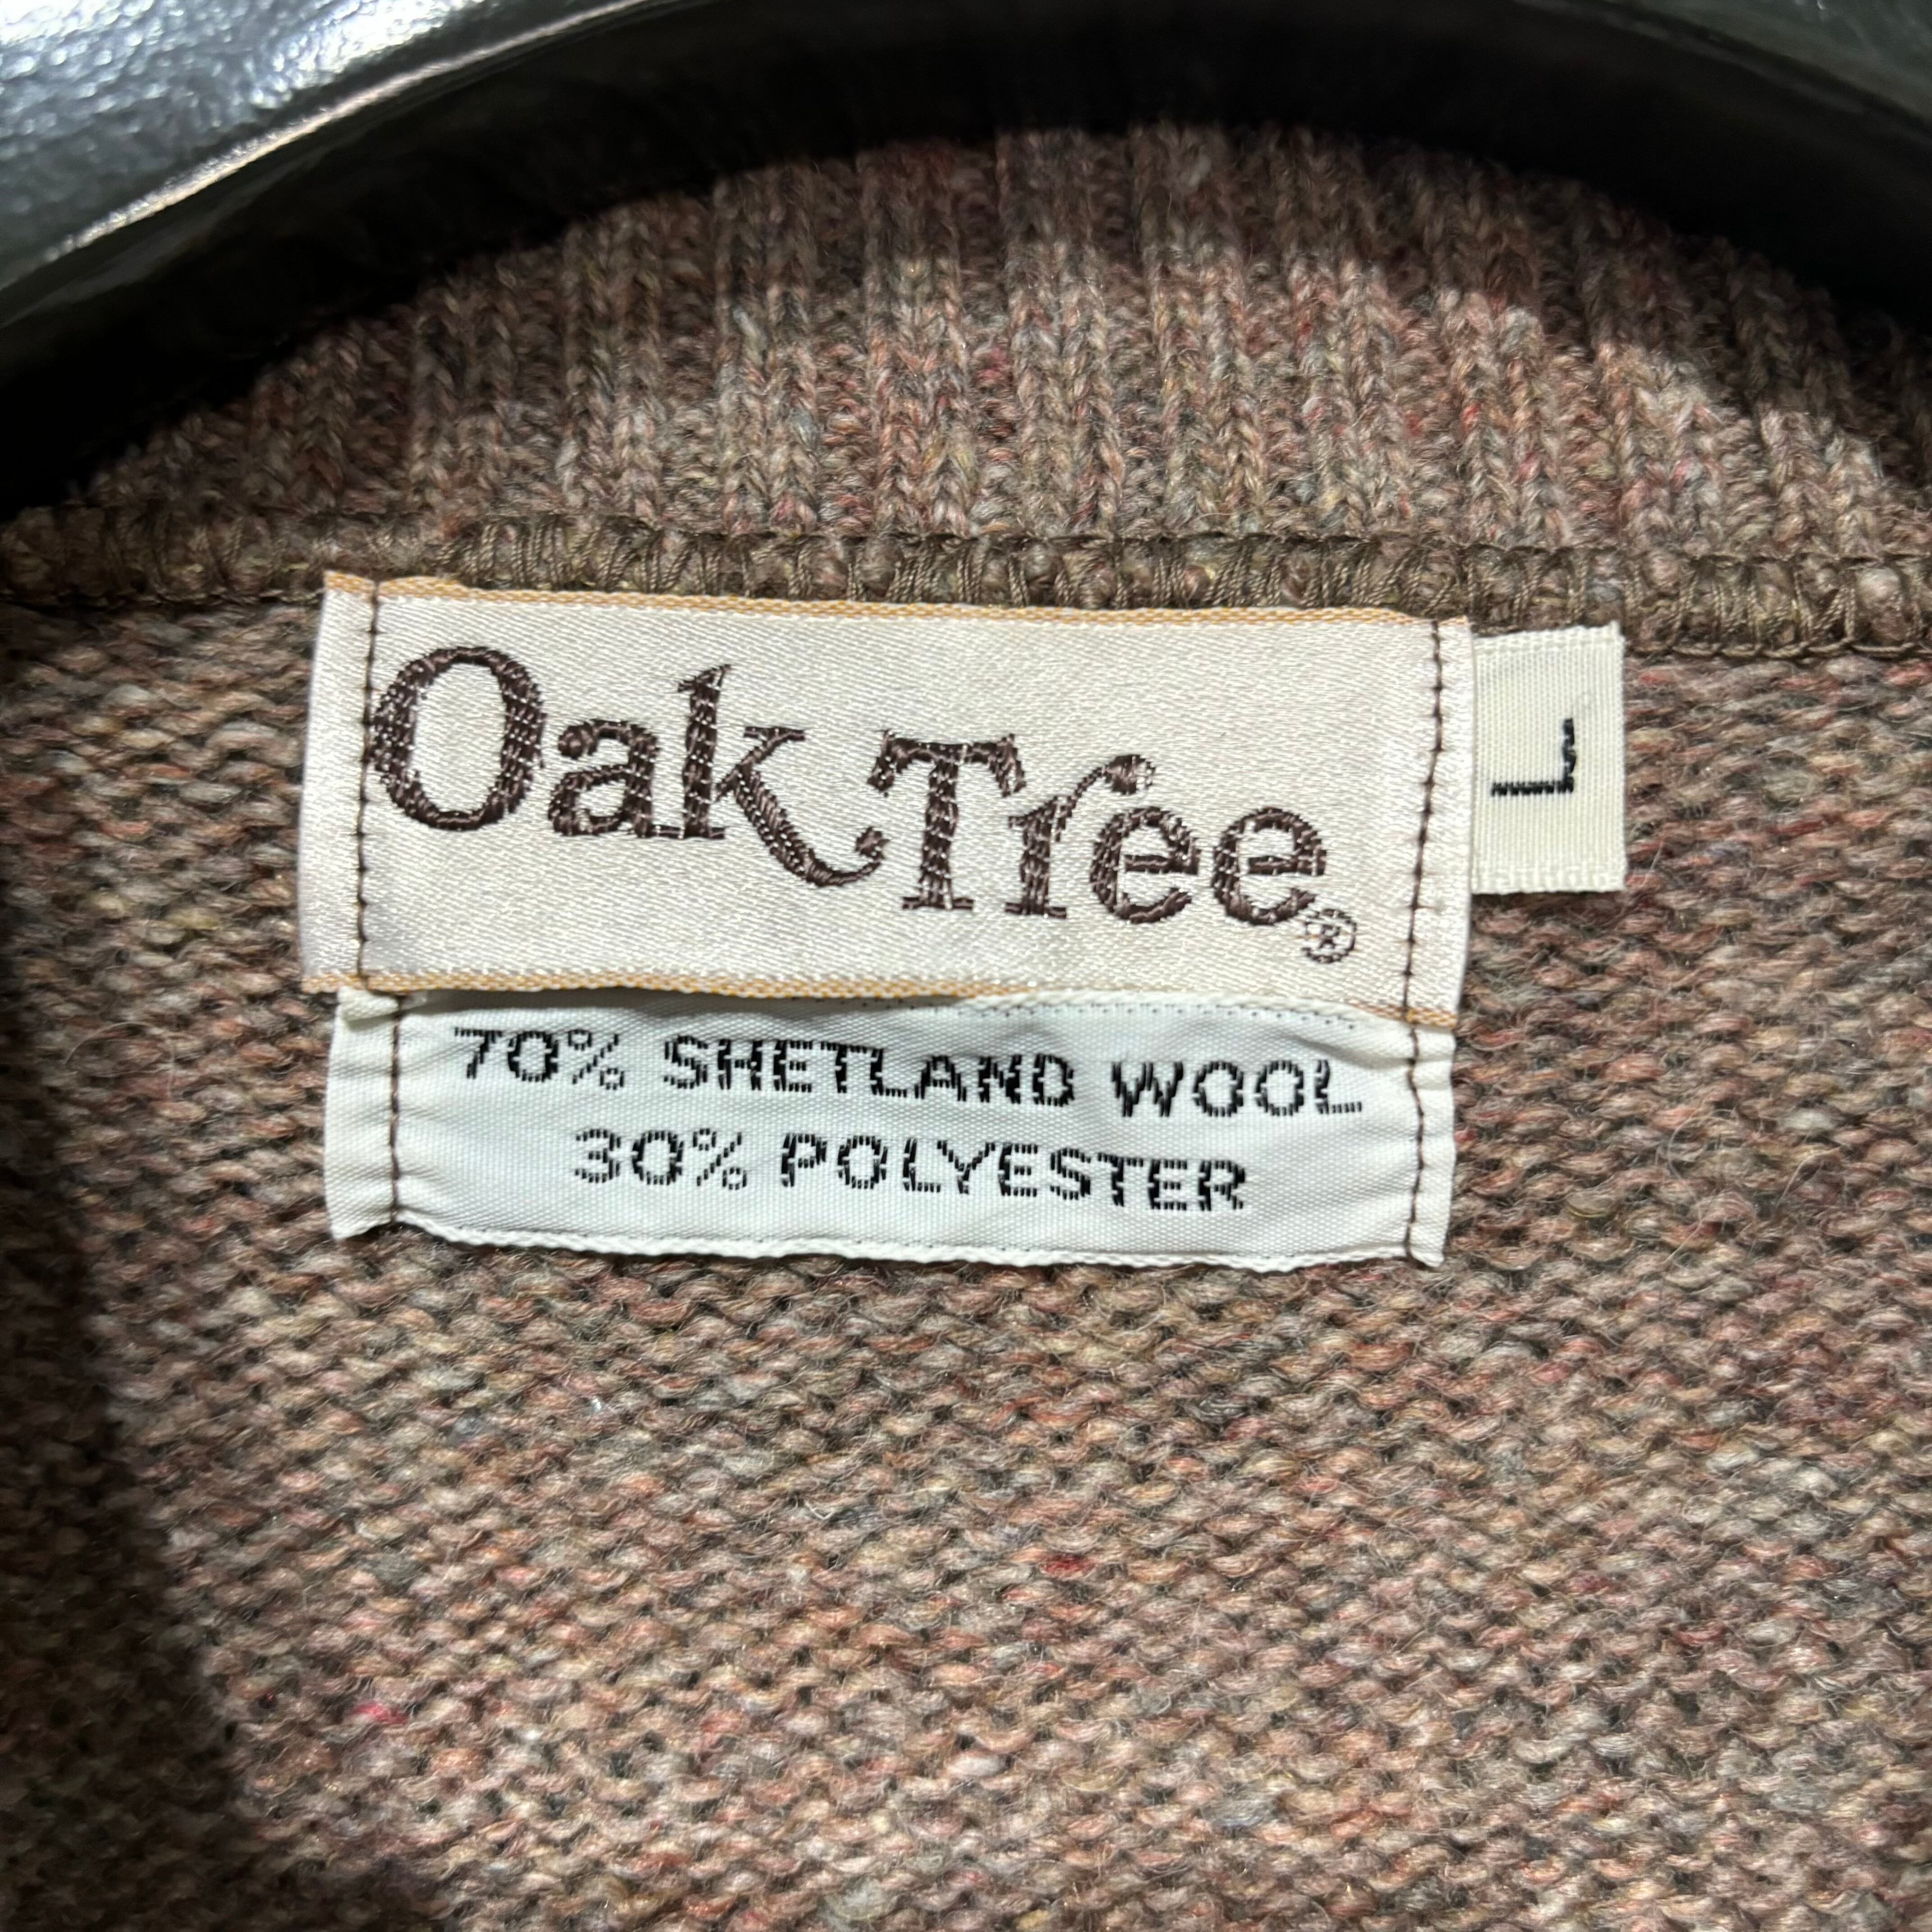 Oak Tree®
L
70% SHETLAND WOOL
30% POLYESTER